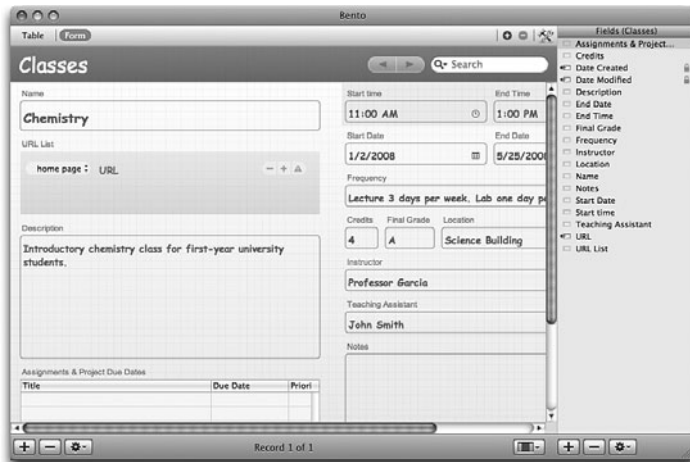 Bento
Table Form
Fields (Classes)
Classes
Search
Name
Chemistry
URL List
home page URL
Description
Introductory chemistry class for first-year university
students.
Assignments & Project Due Dates
Title Due Date Priori
Start time End Time
11:00 AM 1:00 PM
Start Date End Date
1/2/2008 5/25/200
Frequency
Lecture 3 days per week. Lab one day p
Credits Final Grade Location
4 A Science Building
Instructor
Professor Garcia
Teaching Assistant
John Smith
Notes
Assignments & Project...
Credits
Date Created
Date Modified
Description
End Date
End Time
Final Grade
Frequency
Instructor
Location
Name
Notes
Start Date
Start time
Teaching Assistant
URL
URL List
Record 1 of 1